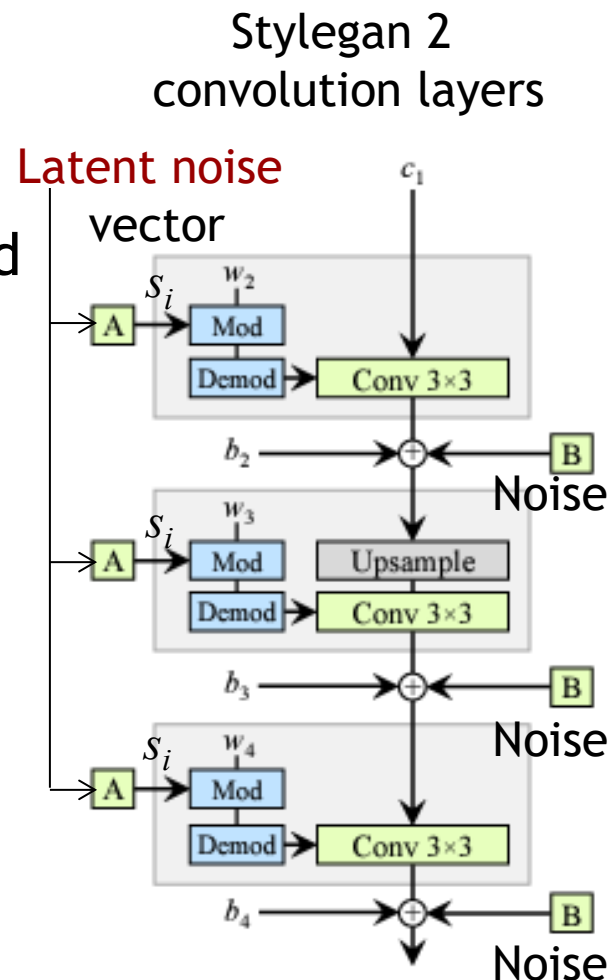 Stylegan 2
convolution layers
Latent noise
vector
d
c₁
w₂
sᵢ
A
Mod
Demod
Conv 3×3
b₂
+
B
Noise
w₃
sᵢ
A
Mod
Upsample
Demod
Conv 3×3
b₃
+
B
Noise
w₄
sᵢ
A
Mod
Demod
Conv 3×3
b₄
+
B
Noise